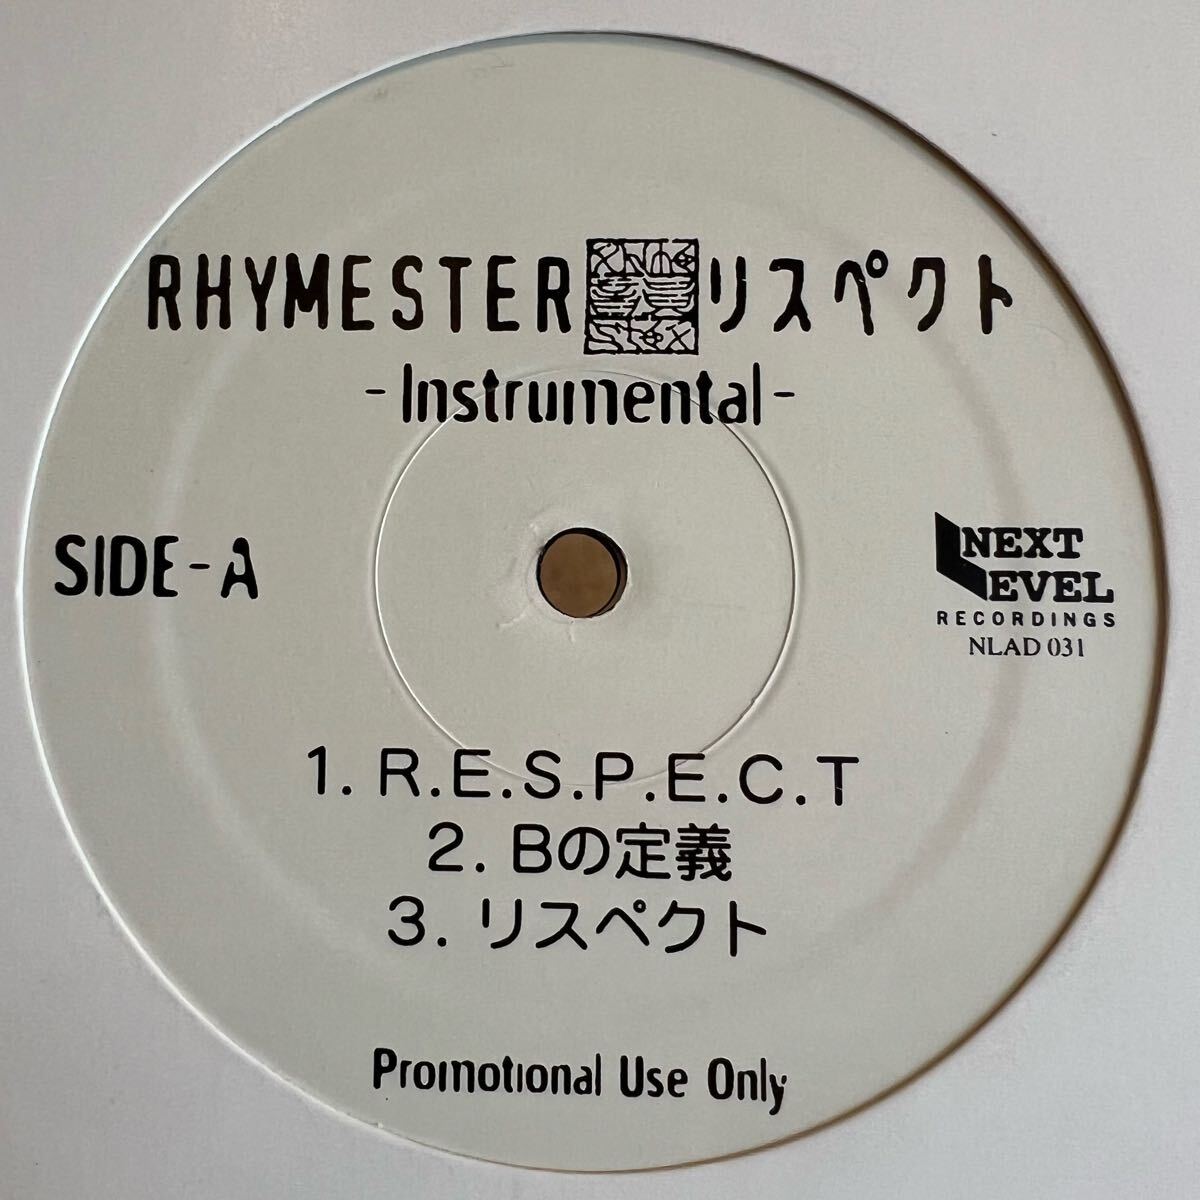 RHYMESTER リスペクト
-Instrumental-
SIDE-A
NEXT
LEVEL
RECORDINGS
NLAD 031
1. R.E.S.P.E.C.T
2. Bの定義
3. リスペクト
Promotional Use Only